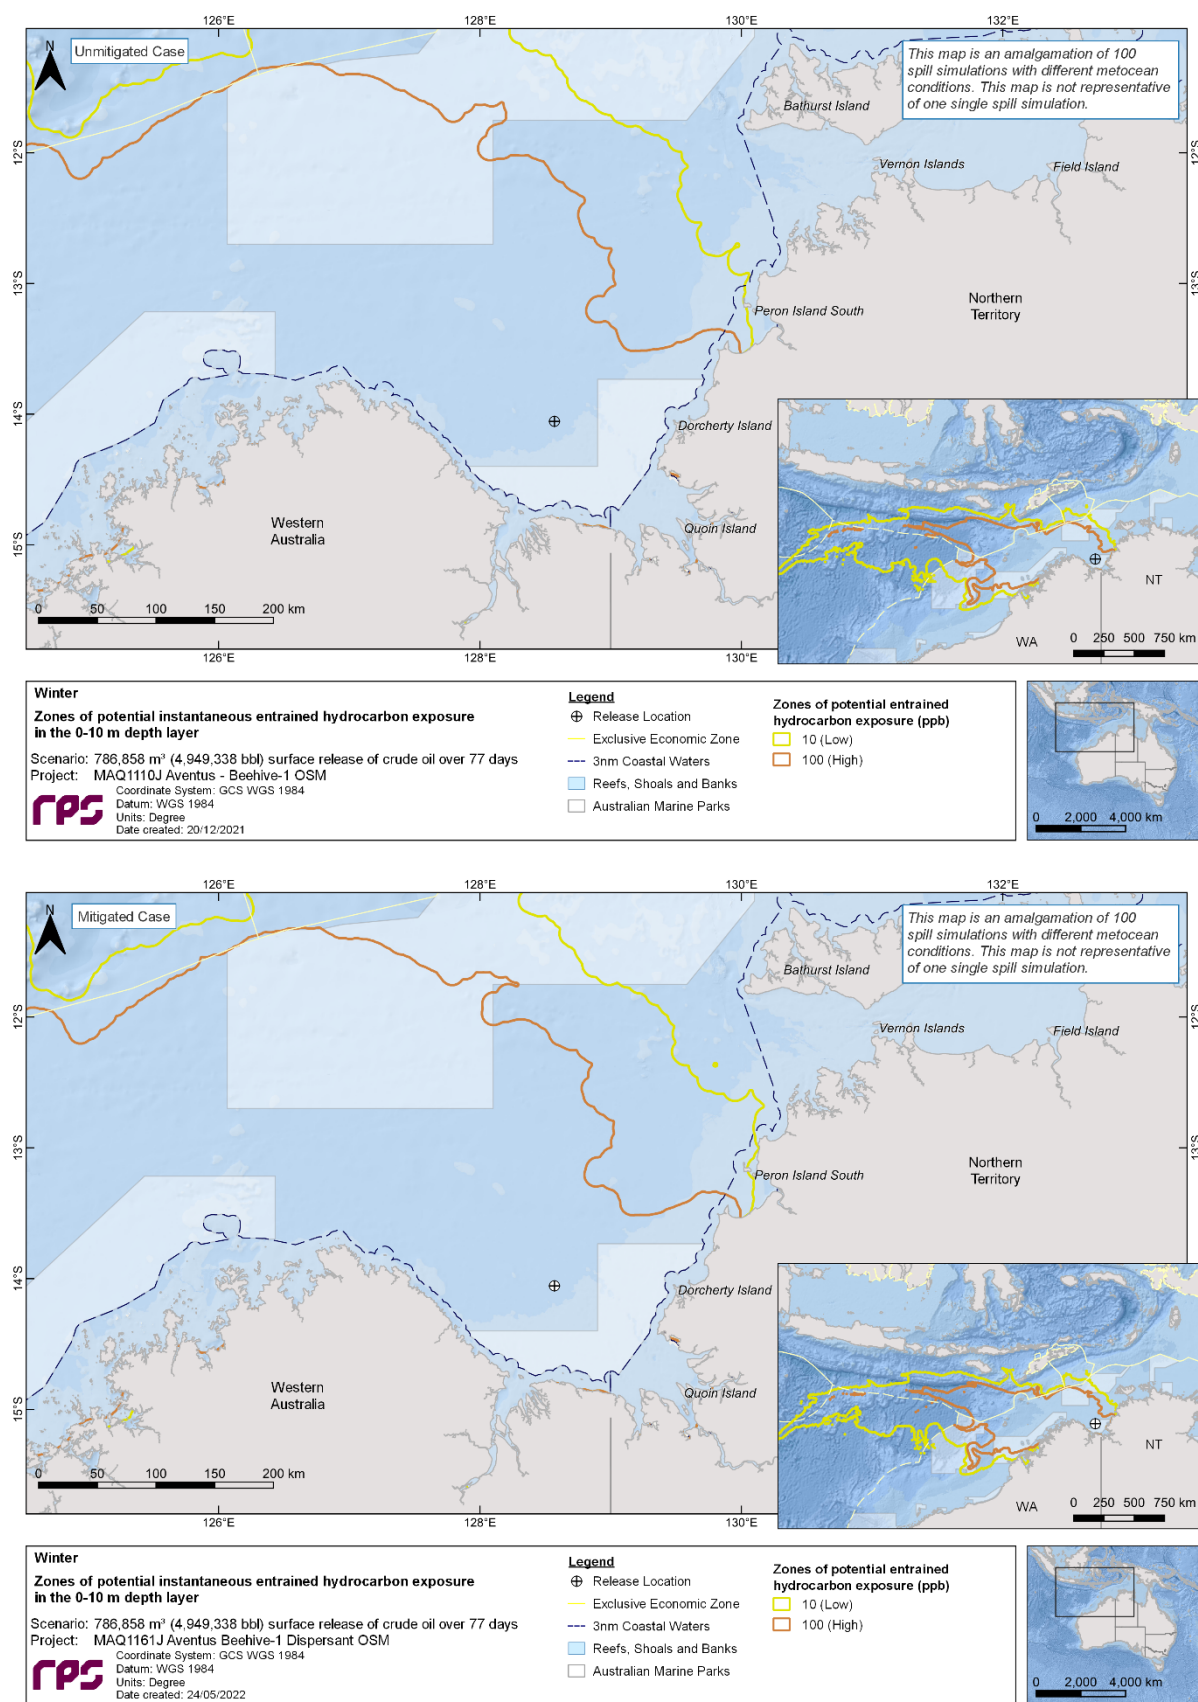 126°E
128°E
130°E
132°E
Unmitigated Case
N
This map is an amalgamation of 100
spill simulations with different metocean
conditions. This map is not representative
of one single spill simulation.
Bathurst Island
12°S
12°S
Vernon Islands
Field Island
13°S
13°S
Northern
Territory
Peron Island South
14°S
Dorcherty Island
Western
Australia
Quoin Island
15°S
0 50 100 150 200 km
NT
WA
0 250 500 750 km
126°E
128°E
130°E
Winter
Zones of potential instantaneous entrained hydrocarbon exposure
in the 0-10 m depth layer
Scenario: 786,858 m³ (4,949,338 bbl) surface release of crude oil over 77 days
Project: MAQ1110J Aventus - Beehive-1 OSM
Coordinate System: GCS WGS 1984
Datum: WGS 1984
Units: Degree
Date created: 20/12/2021
rps
Legend
Release Location
Exclusive Economic Zone
3nm Coastal Waters
Reefs, Shoals and Banks
Australian Marine Parks
Zones of potential entrained
hydrocarbon exposure (ppb)
10 (Low)
100 (High)
0 2,000 4,000 km
126°E
128°E
130°E
132°E
Mitigated Case
N
This map is an amalgamation of 100
spill simulations with different metocean
conditions. This map is not representative
of one single spill simulation.
Bathurst Island
12°S
12°S
Vernon Islands
Field Island
13°S
13°S
Northern
Territory
Peron Island South
14°S
Dorcherty Island
Western
Australia
Quoin Island
15°S
0 50 100 150 200 km
NT
WA
0 250 500 750 km
126°E
128°E
130°E
Winter
Zones of potential instantaneous entrained hydrocarbon exposure
in the 0-10 m depth layer
Scenario: 786,858 m³ (4,949,338 bbl) surface release of crude oil over 77 days
Project: MAQ1161J Aventus Beehive-1 Dispersant OSM
Coordinate System: GCS WGS 1984
Datum: WGS 1984
Units: Degree
Date created: 24/05/2022
rps
Legend
Release Location
Exclusive Economic Zone
3nm Coastal Waters
Reefs, Shoals and Banks
Australian Marine Parks
Zones of potential entrained
hydrocarbon exposure (ppb)
10 (Low)
100 (High)
0 2,000 4,000 km